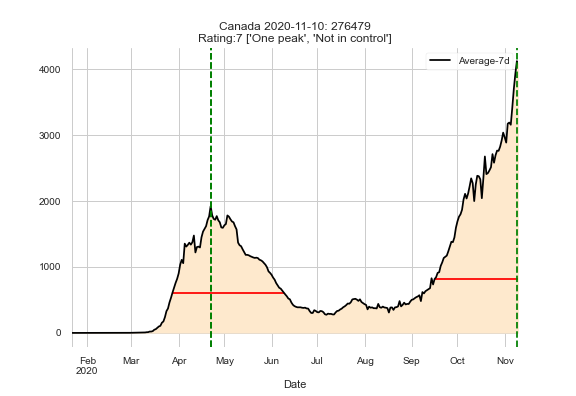 Canada 2020-11-10: 276479
Rating:7 ['One peak', 'Not in control']
Average-7d
4000
3000
2000
1000
0
Feb Mar Apr May Jun Jul Aug Sep Oct Nov
2020
Date